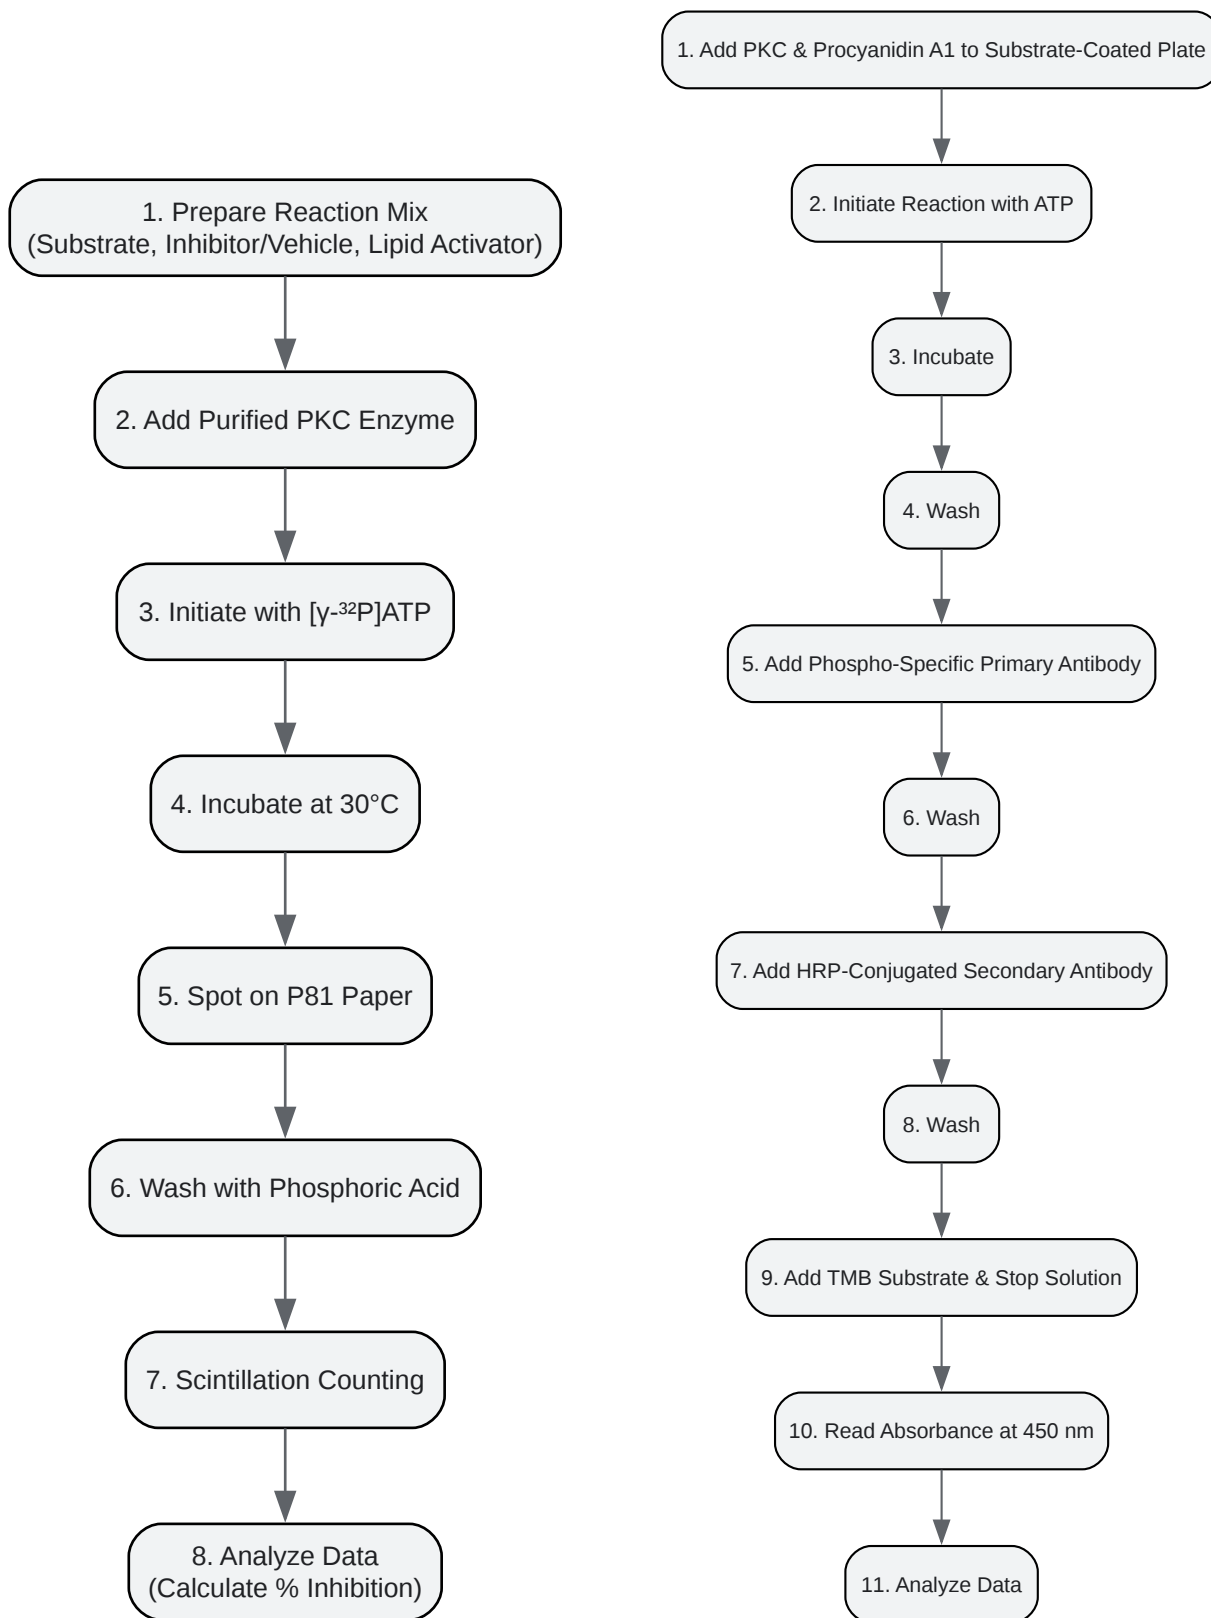 1. Prepare Reaction Mix
(Substrate, Inhibitor/Vehicle, Lipid Activator)
2. Add Purified PKC Enzyme
3. Initiate with [γ-³²P]ATP
4. Incubate at 30°C
5. Spot on P81 Paper
6. Wash with Phosphoric Acid
7. Scintillation Counting
8. Analyze Data
(Calculate % Inhibition)
1. Add PKC & Procyanidin A1 to Substrate-Coated Plate
2. Initiate Reaction with ATP
3. Incubate
4. Wash
5. Add Phospho-Specific Primary Antibody
6. Wash
7. Add HRP-Conjugated Secondary Antibody
8. Wash
9. Add TMB Substrate & Stop Solution
10. Read Absorbance at 450 nm
11. Analyze Data